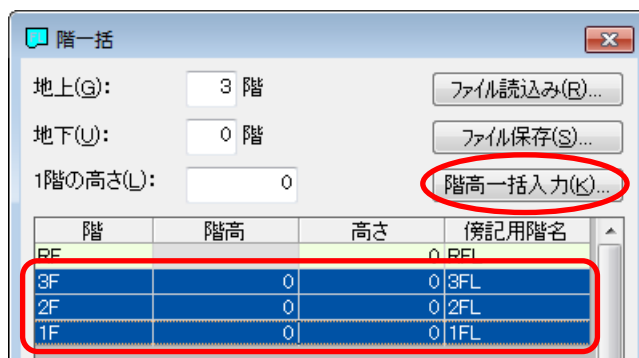 階一括
地上(G): 3 階 ファイル読込み(R)...
地下(U): 0 階 ファイル保存(S)...
1階の高さ(L): 0 階高一括入力(K)...
階 階高 高さ 傍記用階名
RF 0 RFL
3F 0 0 3FL
2F 0 0 2FL
1F 0 0 1FL